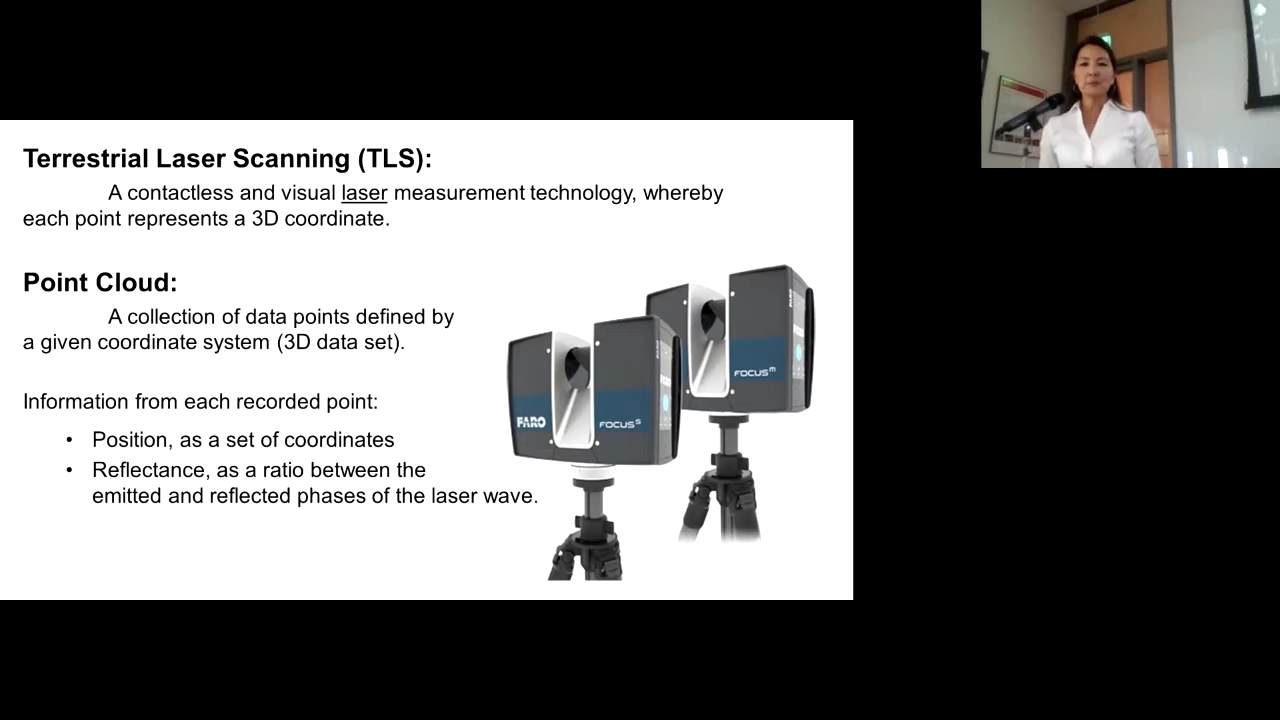 Terrestrial Laser Scanning (TLS):
A contactless and visual laser measurement technology, whereby
each point represents a 3D coordinate.
Point Cloud:
A collection of data points defined by
a given coordinate system (3D data set).
Information from each recorded point:
• Position, as a set of coordinates
• Reflectance, as a ratio between the
emitted and reflected phases of the laser wave.
FARO
FOCUS S
FOCUS M